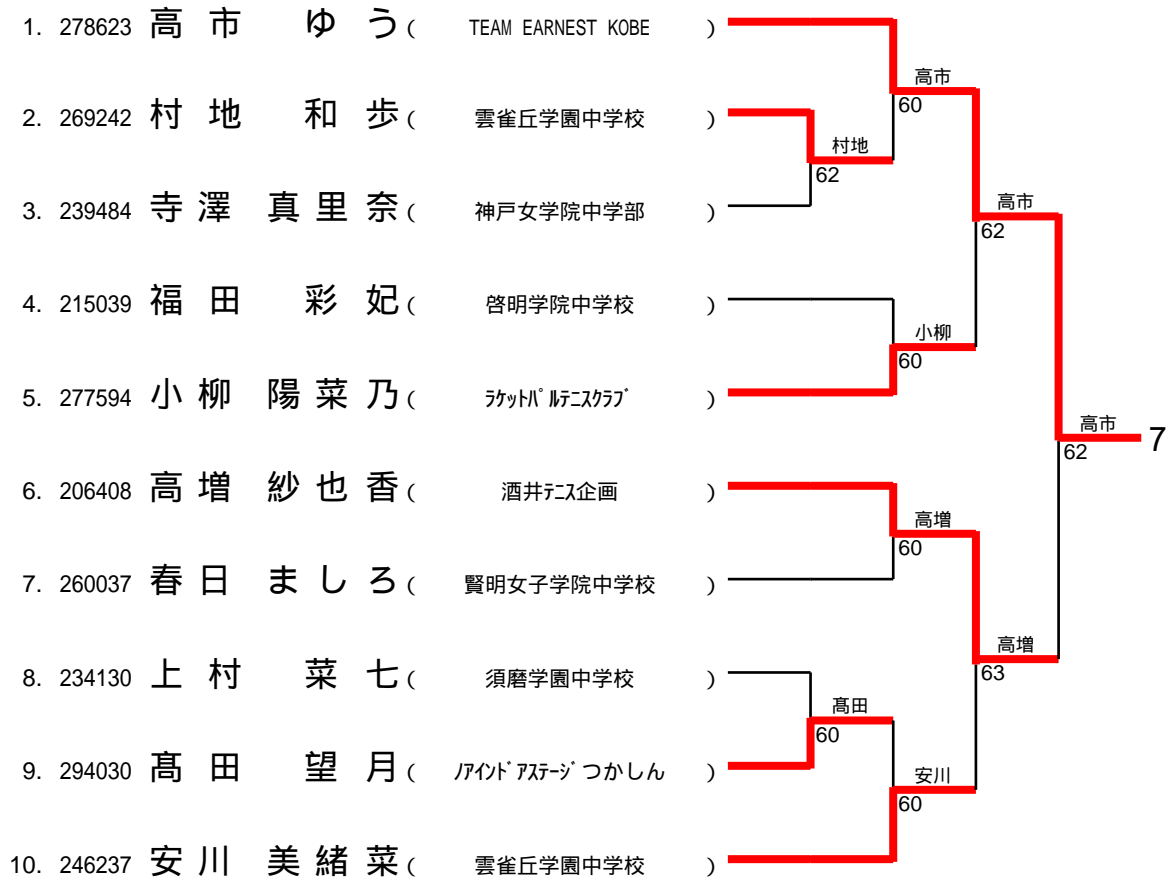 1. 278623 高市 ゆう ( TEAM EARNEST KOBE )
高市
60
2. 269242 村地 和歩 ( 雲雀丘学園中学校 )
村地
62
3. 239484 寺澤 真里奈 ( 神戸女学院中学部 )
高市
62
4. 215039 福田 彩妃 ( 啓明学院中学校 )
小柳
60
5. 277594 小柳 陽菜乃 ( ﾗｹｯﾄﾊﾟﾙﾃﾆｽｸﾗﾌﾞ )
高市
62
7
6. 206408 高増 紗也香 ( 酒井ﾃﾆｽ企画 )
高増
60
7. 260037 春日 ましろ ( 賢明女子学院中学校 )
高増
63
8. 234130 上村 菜七 ( 須磨学園中学校 )
髙田
60
9. 294030 髙田 望月 ( ﾉｱｲﾝﾄﾞｱｽﾃｰｼﾞつかしん )
安川
60
10. 246237 安川 美緒菜 ( 雲雀丘学園中学校 )